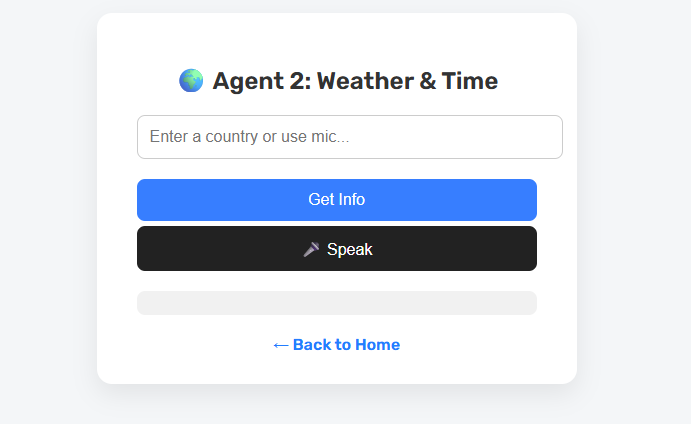 🌍 Agent 2: Weather & Time
Enter a country or use mic...
Get Info
🎤 Speak
← Back to Home